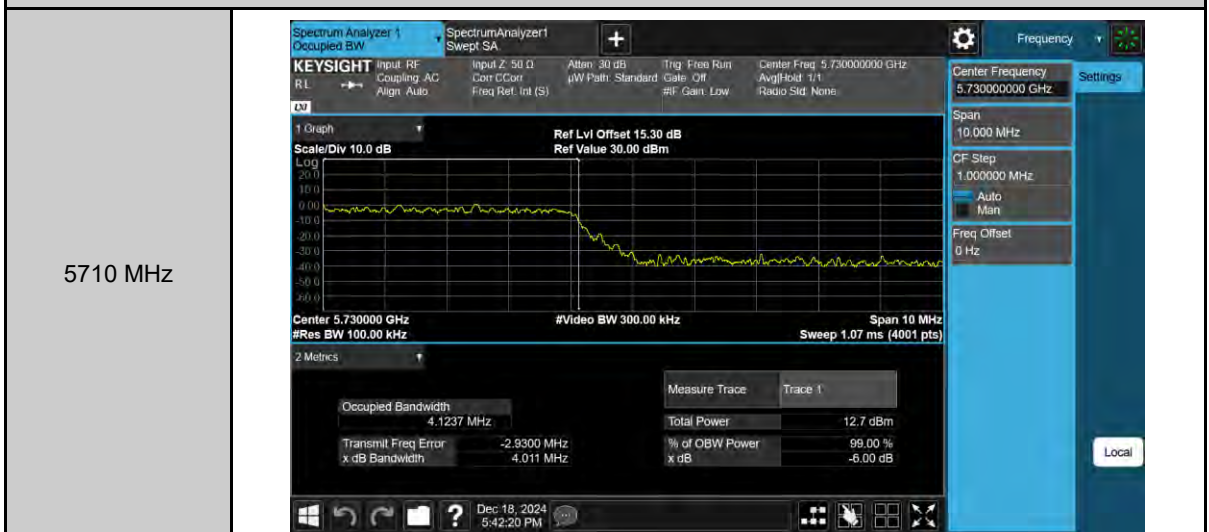 5710 MHz
Spectrum Analyzer 1
Occupied BW
SpectrumAnalyzer1
Swept SA
Frequency
KEYSIGHT
RL
LXI
Input: RF
Coupling: AC
Align: Auto
Input Z: 50 Ω
Corr CCorr
Freq Ref: Int (S)
Atten: 30 dB
µW Path: Standard
Trig: Free Run
Gate: Off
#IF Gain: Low
Center Freq: 5.730000000 GHz
Avg|Hold: 1/1
Radio Std: None
Center Frequency
5.730000000 GHz
Settings
Span
10.000 MHz
CF Step
1.000000 MHz
Auto
Man
Freq Offset
0 Hz
Local
1 Graph
Scale/Div 10.0 dB
Ref Lvl Offset 15.30 dB
Ref Value 30.00 dBm
Log
20.0
10.0
0.00
-10.0
-20.0
-30.0
-40.0
-50.0
-60.0
Center 5.730000 GHz
#Res BW 100.00 kHz
#Video BW 300.00 kHz
Span 10 MHz
Sweep 1.07 ms (4001 pts)
2 Metrics
Measure Trace Trace 1
Occupied Bandwidth
4.1237 MHz
Total Power 12.7 dBm
Transmit Freq Error -2.9300 MHz
% of OBW Power 99.00 %
x dB Bandwidth 4.011 MHz
x dB -6.00 dB
Dec 18, 2024
5:42:20 PM